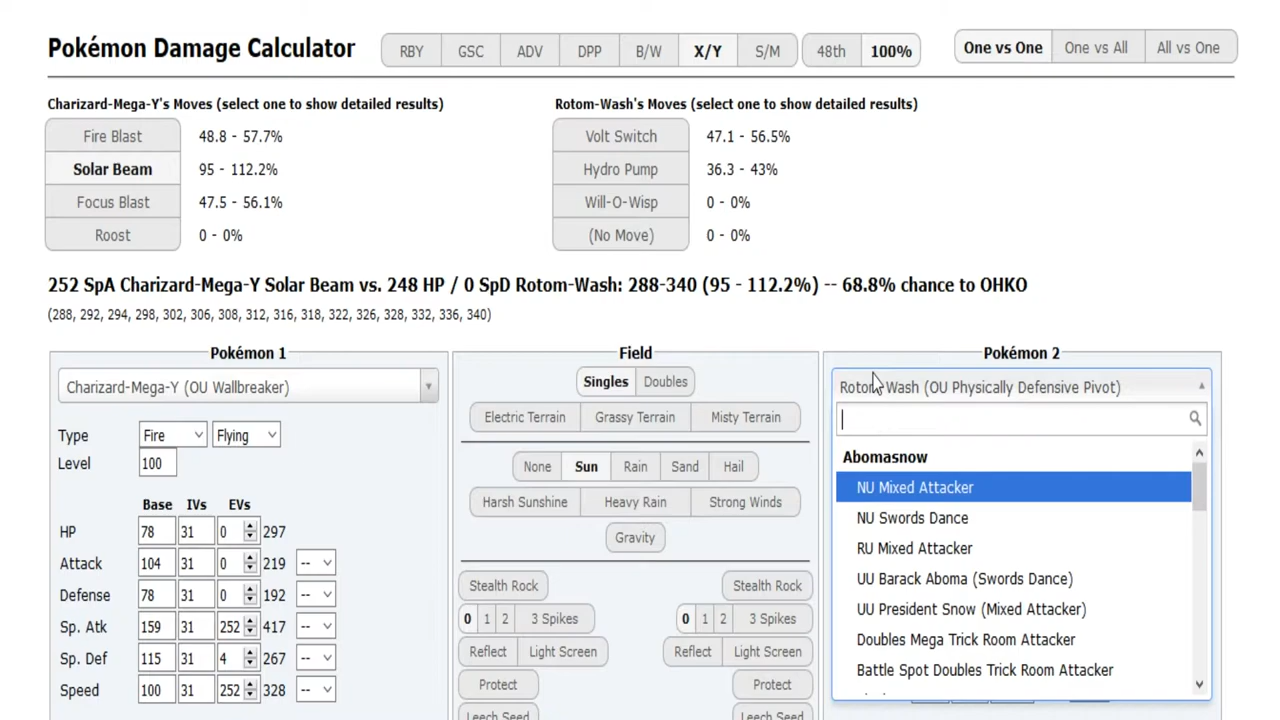 Pokémon Damage Calculator
RBY GSC ADV DPP B/W X/Y S/M 48th 100%
One vs One One vs All All vs One
Charizard-Mega-Y's Moves (select one to show detailed results)
Fire Blast 48.8 - 57.7%
Solar Beam 95 - 112.2%
Focus Blast 47.5 - 56.1%
Roost 0 - 0%
Rotom-Wash's Moves (select one to show detailed results)
Volt Switch 47.1 - 56.5%
Hydro Pump 36.3 - 43%
Will-O-Wisp 0 - 0%
(No Move) 0 - 0%
252 SpA Charizard-Mega-Y Solar Beam vs. 248 HP / 0 SpD Rotom-Wash: 288-340 (95 - 112.2%) -- 68.8% chance to OHKO
(288, 292, 294, 298, 302, 306, 308, 312, 316, 318, 322, 326, 328, 332, 336, 340)
Pokémon 1
Charizard-Mega-Y (OU Wallbreaker)
Type Fire Flying
Level 100
Base IVs EVs
HP 78 31 0 297
Attack 104 31 0 219 --
Defense 78 31 0 192 --
Sp. Atk 159 31 252 417 --
Sp. Def 115 31 4 267 --
Speed 100 31 252 328 --
Field
Singles Doubles
Electric Terrain Grassy Terrain Misty Terrain
None Sun Rain Sand Hail
Harsh Sunshine Heavy Rain Strong Winds
Gravity
Stealth Rock Stealth Rock
0 1 2 3 Spikes 0 1 2 3 Spikes
Reflect Light Screen Reflect Light Screen
Protect Protect
Leech Seed Leech Seed
Pokémon 2
Rotom-Wash (OU Physically Defensive Pivot)
Abomasnow
NU Mixed Attacker
NU Swords Dance
RU Mixed Attacker
UU Barack Aboma (Swords Dance)
UU President Snow (Mixed Attacker)
Doubles Mega Trick Room Attacker
Battle Spot Doubles Trick Room Attacker